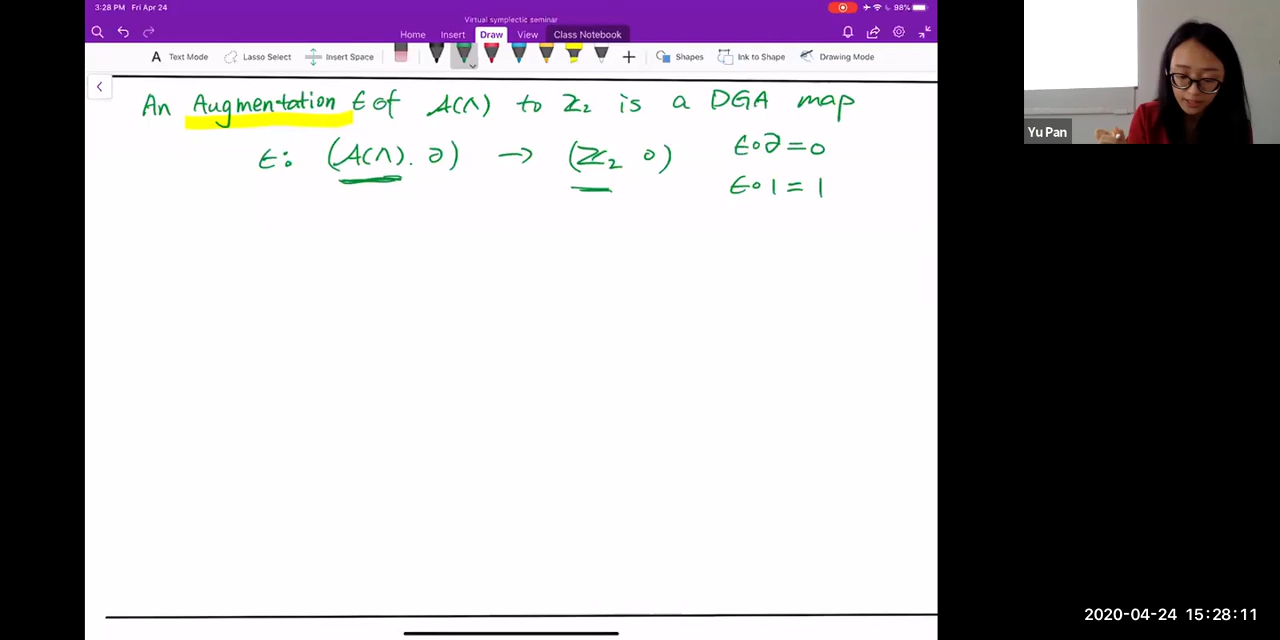 3:28 PM Fri Apr 24
98%
Virtual symplectic seminar
Home Insert Draw View Class Notebook
Text Mode Lasso Select Insert Space Shapes Ink to Shape Drawing Mode
An Augmentation ε of A(Λ) to ℤ₂ is a DGA map
ε: (A(Λ). ∂) → (ℤ₂ 0) ε∘∂=0
ε∘1 = 1
Yu Pan
2020-04-24 15:28:11